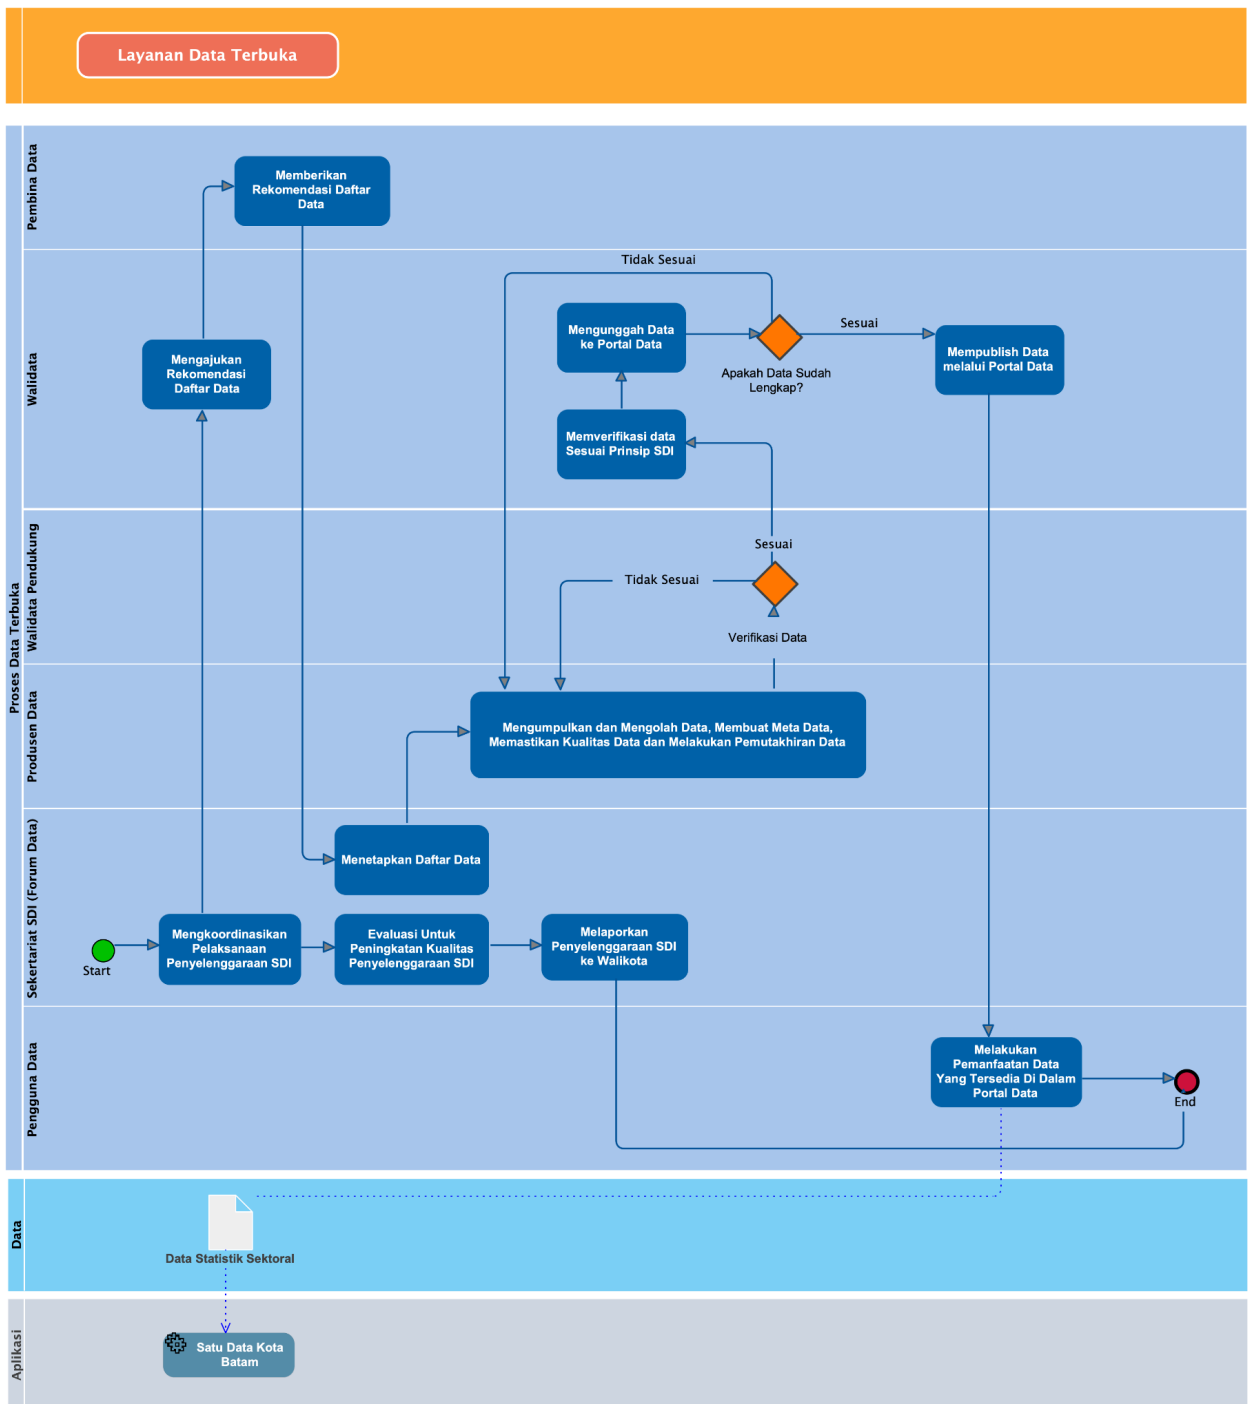 Layanan Data Terbuka
Proses Data Terbuka
Pembina Data
Memberikan
Rekomendasi Daftar
Data
Walidata
Tidak Sesuai
Mengunggah Data
ke Portal Data
Sesuai
Apakah Data Sudah
Lengkap?
Mempublish Data
melalui Portal Data
Mengajukan
Rekomendasi
Daftar Data
Memverifikasi data
Sesuai Prinsip SDI
Walidata Pendukung
Sesuai
Tidak Sesuai
Verifikasi Data
Produsen Data
Mengumpulkan dan Mengolah Data, Membuat Meta Data,
Memastikan Kualitas Data dan Melakukan Pemutakhiran Data
Sekertariat SDI (Forum Data)
Menetapkan Daftar Data
Start
Mengkoordinasikan
Pelaksanaan
Penyelenggaraan SDI
Evaluasi Untuk
Peningkatan Kualitas
Penyelenggaraan SDI
Melaporkan
Penyelenggaraan SDI
ke Walikota
Pengguna Data
Melakukan
Pemanfaatan Data
Yang Tersedia Di Dalam
Portal Data
End
Data
Data Statistik Sektoral
Aplikasi
Satu Data Kota
Batam